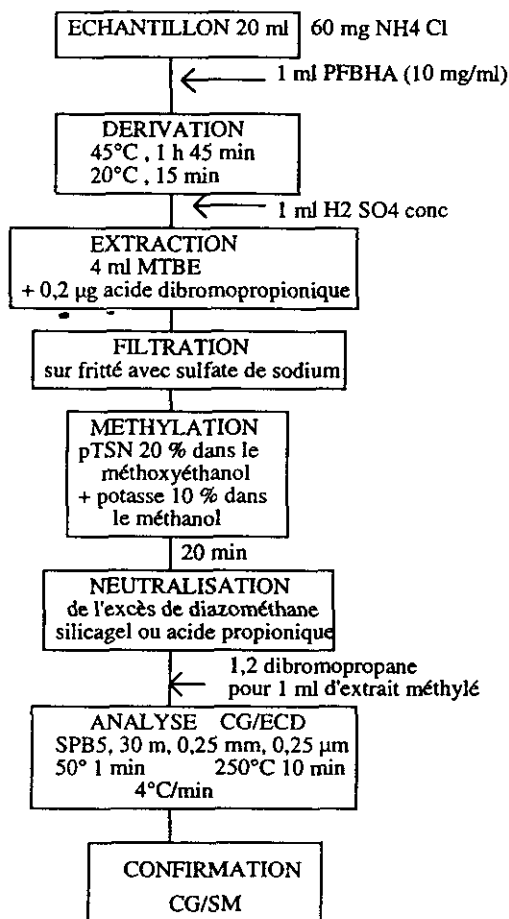 ECHANTILLON 20 ml
60 mg NH4 Cl
1 ml PFBHA (10 mg/ml)
DERIVATION
45°C , 1 h 45 min
20°C , 15 min
1 ml H2 SO4 conc
EXTRACTION
4 ml MTBE
+ 0,2 µg acide dibromopropionique
FILTRATION
sur fritté avec sulfate de sodium
METHYLATION
pTSN 20 % dans le
méthoxyéthanol
+ potasse 10 % dans
le méthanol
20 min
NEUTRALISATION
de l'excès de diazométhane
silicagel ou acide propionique
1,2 dibromopropane
pour 1 ml d'extrait méthylé
ANALYSE CG/ECD
SPB5, 30 m, 0,25 mm, 0,25 µm
50° 1 min 250°C 10 min
4°C/min
CONFIRMATION
CG/SM